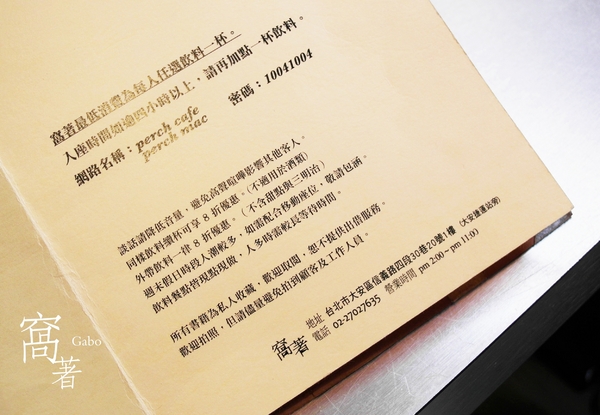 窩著最低消費為每人任選飲料一杯。
入座時間如逾四小時以上，請再加點一杯飲料。
網路名稱：perch cafe 密碼：10041004
perch niac
談話請降低音量，避免高聲喧嘩影響其他客人。
同樣飲料續杯可享 8 折優惠。(不適用於酒類)
外帶飲料一律 8 折優惠。(不含甜點與三明治)
週末假日時段人潮較多，如需配合移動座位，敬請包涵。
飲料餐點皆現點現做，人多時需較長等待時間。
所有書籍為私人收藏，歡迎取閱，恕不提供出借服務。
歡迎拍照，但請儘量避免拍到顧客及工作人員。
窩著
地址 台北市大安區信義路四段30巷20號1樓 (大安捷運站旁)
電話 02-27027635 營業時間 pm 2:00~ pm 11:00
窩著 Gabo